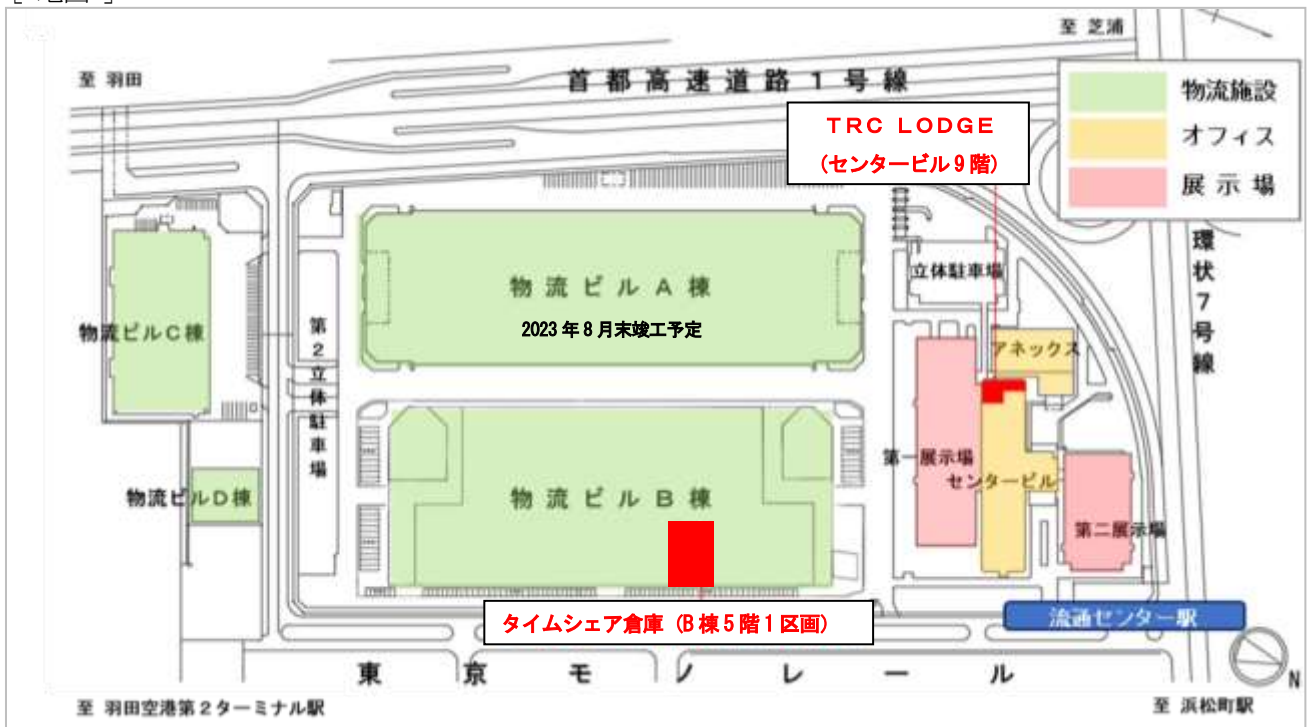 [ 地図 ]
至 芝浦
至 羽田
首都高速道路1号線
物流施設
オフィス
展示場
TRC LODGE
(センタービル9階)
環状7号線
立体駐車場
物流ビルA棟
2023年8月末竣工予定
物流ビルC棟
第2立体駐車場
アネックス
第一展示場
センタービル
物流ビルB棟
物流ビルD棟
第二展示場
タイムシェア倉庫(B棟5階1区画)
流通センター駅
東京モノレール
N
至 羽田空港第2ターミナル駅
至 浜松町駅